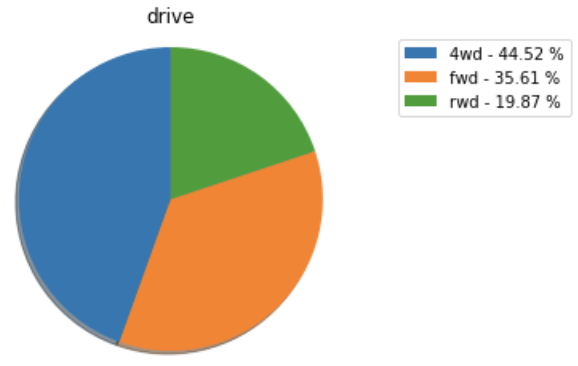 drive
4wd - 44.52 %
fwd - 35.61 %
rwd - 19.87 %